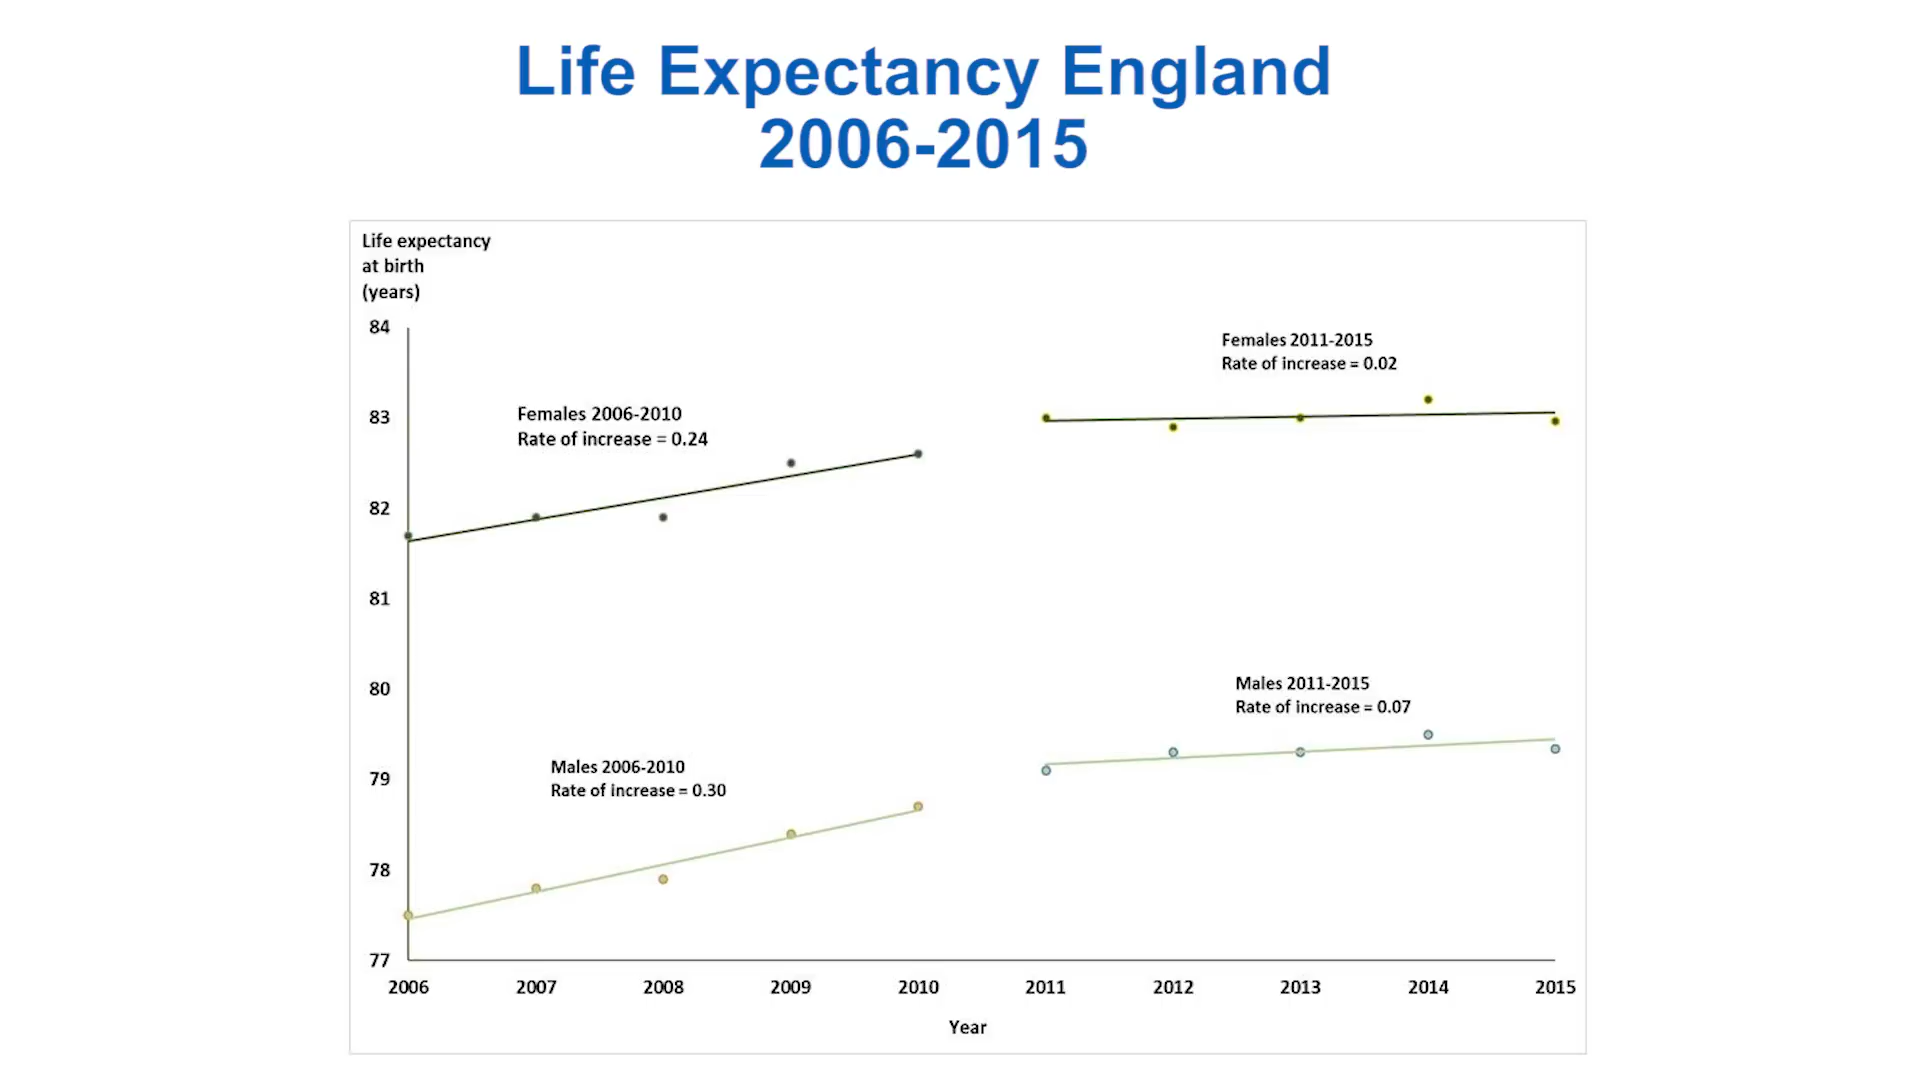 Life Expectancy England
2006-2015
Life expectancy
at birth
(years)
84
83
82
81
80
79
78
77
Females 2006-2010
Rate of increase = 0.24
Females 2011-2015
Rate of increase = 0.02
Males 2006-2010
Rate of increase = 0.30
Males 2011-2015
Rate of increase = 0.07
2006 2007 2008 2009 2010 2011 2012 2013 2014 2015
Year